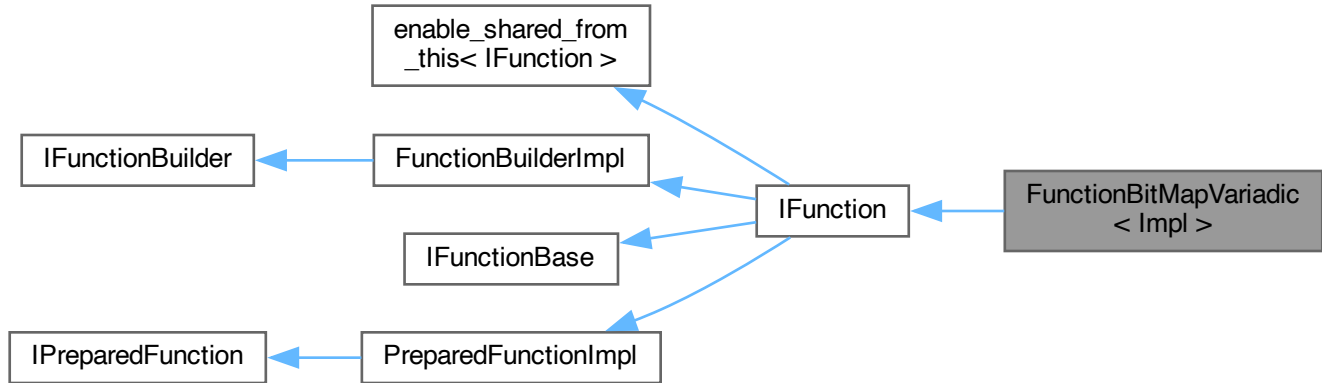 enable_shared_from
_this< IFunction >
IFunctionBuilder
FunctionBuilderImpl
IFunction
FunctionBitMapVariadic
< Impl >
IFunctionBase
IPreparedFunction
PreparedFunctionImpl